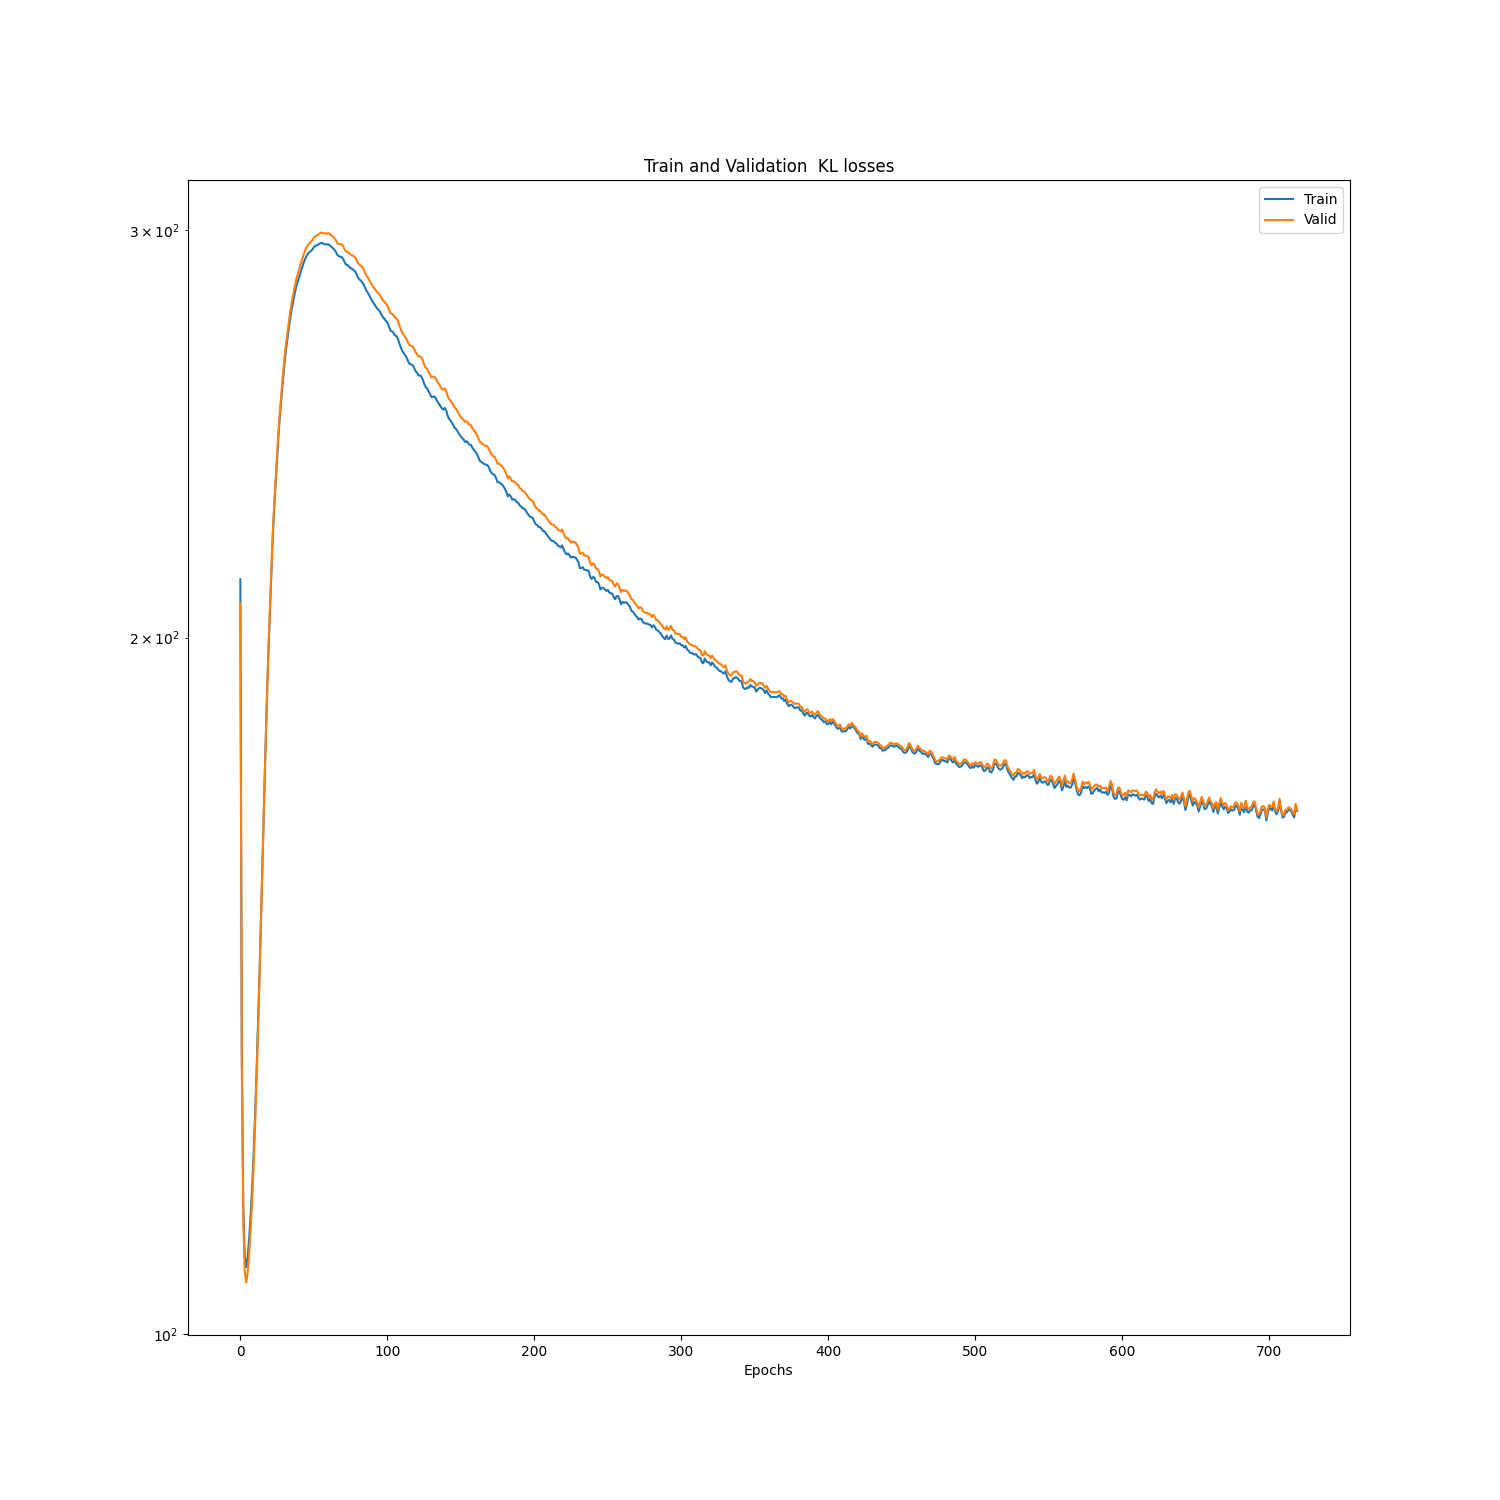 Train and Validation  KL losses
Train
Valid
3 × 10²
2 × 10²
10²
0 100 200 300 400 500 600 700
Epochs